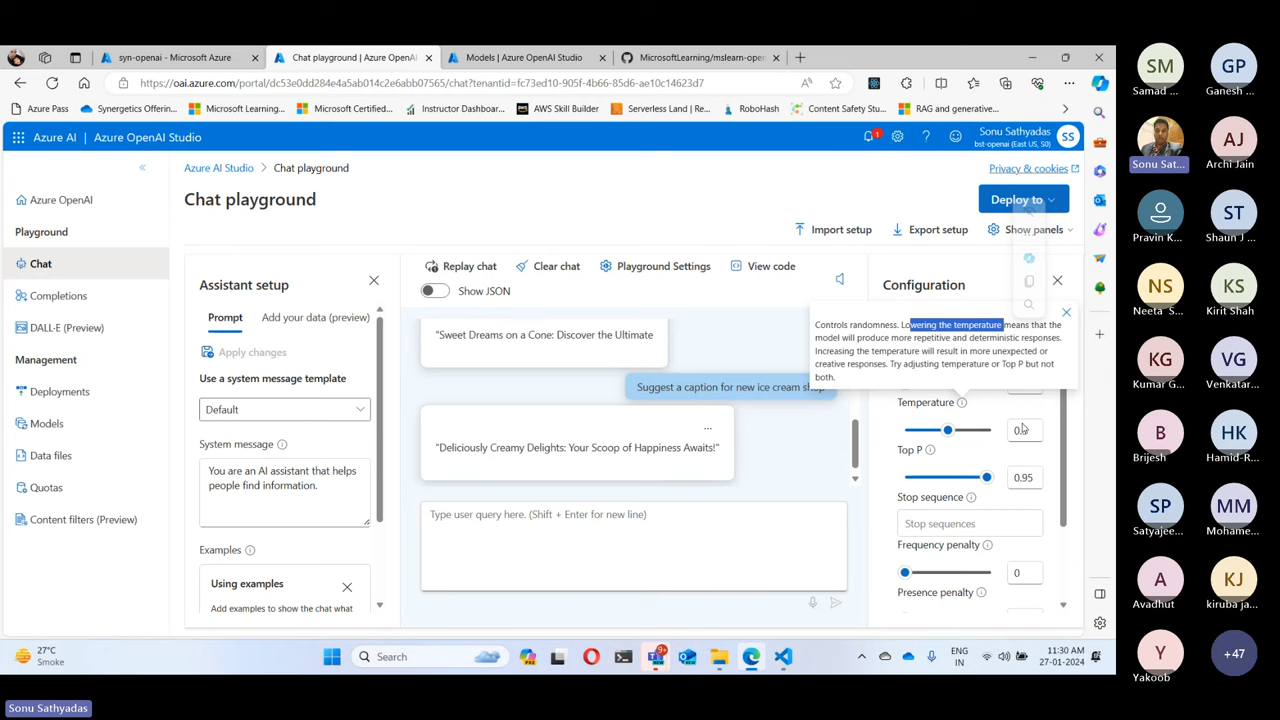 syn-openai - Microsoft Azure
Chat playground | Azure OpenAI
Models | Azure OpenAI Studio
MicrosoftLearning/mslearn-open
https://oai.azure.com/portal/dc53e0dd284e4a5ab014c2e6abb07565/chat?tenantid=fc73ed10-905f-4b66-85d6-ae10c14623d7
Azure Pass
Synergetics Offering...
Microsoft Learning...
Microsoft Certified...
Instructor Dashboar...
AWS Skill Builder
Serverless Land | Re...
RoboHash
Content Safety Stu...
RAG and generative...
Azure AI | Azure OpenAI Studio
1
Sonu Sathyadas
bst-openai (East US, S0)
SS
Azure AI Studio > Chat playground
Privacy & cookies
Chat playground
Deploy to
Import setup
Export setup
Show panels
Azure OpenAI
Playground
Chat
Completions
DALL·E (Preview)
Management
Deployments
Models
Data files
Quotas
Content filters (Preview)
Assistant setup
Prompt
Add your data (preview)
Apply changes
Use a system message template
Default
System message
You are an AI assistant that helps
people find information.
Examples
Using examples
Add examples to show the chat what
Replay chat
Clear chat
Playground Settings
View code
Show JSON
"Sweet Dreams on a Cone: Discover the Ultimate
Suggest a caption for new ice cream shop
...
"Deliciously Creamy Delights: Your Scoop of Happiness Awaits!"
Type user query here. (Shift + Enter for new line)
Configuration
Controls randomness. Lowering the temperature means that the
model will produce more repetitive and deterministic responses.
Increasing the temperature will result in more unexpected or
creative responses. Try adjusting temperature or Top P but not
both.
Temperature
Top P
0.95
Stop sequence
Stop sequences
Frequency penalty
0
Presence penalty
27°C
Smoke
Search
PRE
9+
NEW
ENG
IN
11:30 AM
27-01-2024
SM
Samad ...
GP
Ganesh ...
Sonu Sat...
AJ
Archi Jain
Pravin K...
ST
Shaun J ...
NS
Neeta S...
KS
Kirit Shah
KG
Kumar G...
VG
Venkatar...
B
Brijesh
HK
Hamid-R...
SP
Satyajee...
MM
Mohame...
A
Avadhut
KJ
kiruba ja...
Y
Yakoob
+47
Sonu Sathyadas